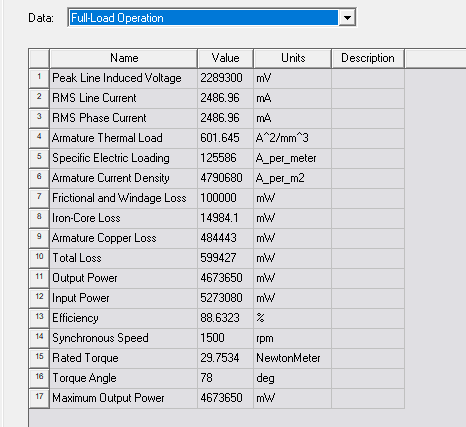 Data: Full-Load Operation
Name Value Units Description
1 Peak Line Induced Voltage 2289300 mV
2 RMS Line Current 2486.96 mA
3 RMS Phase Current 2486.96 mA
4 Armature Thermal Load 601.645 A^2/mm^3
5 Specific Electric Loading 125586 A_per_meter
6 Armature Current Density 4790680 A_per_m2
7 Frictional and Windage Loss 100000 mW
8 Iron-Core Loss 14984.1 mW
9 Armature Copper Loss 484443 mW
10 Total Loss 599427 mW
11 Output Power 4673650 mW
12 Input Power 5273080 mW
13 Efficiency 88.6323 %
14 Synchronous Speed 1500 rpm
15 Rated Torque 29.7534 NewtonMeter
16 Torque Angle 78 deg
17 Maximum Output Power 4673650 mW